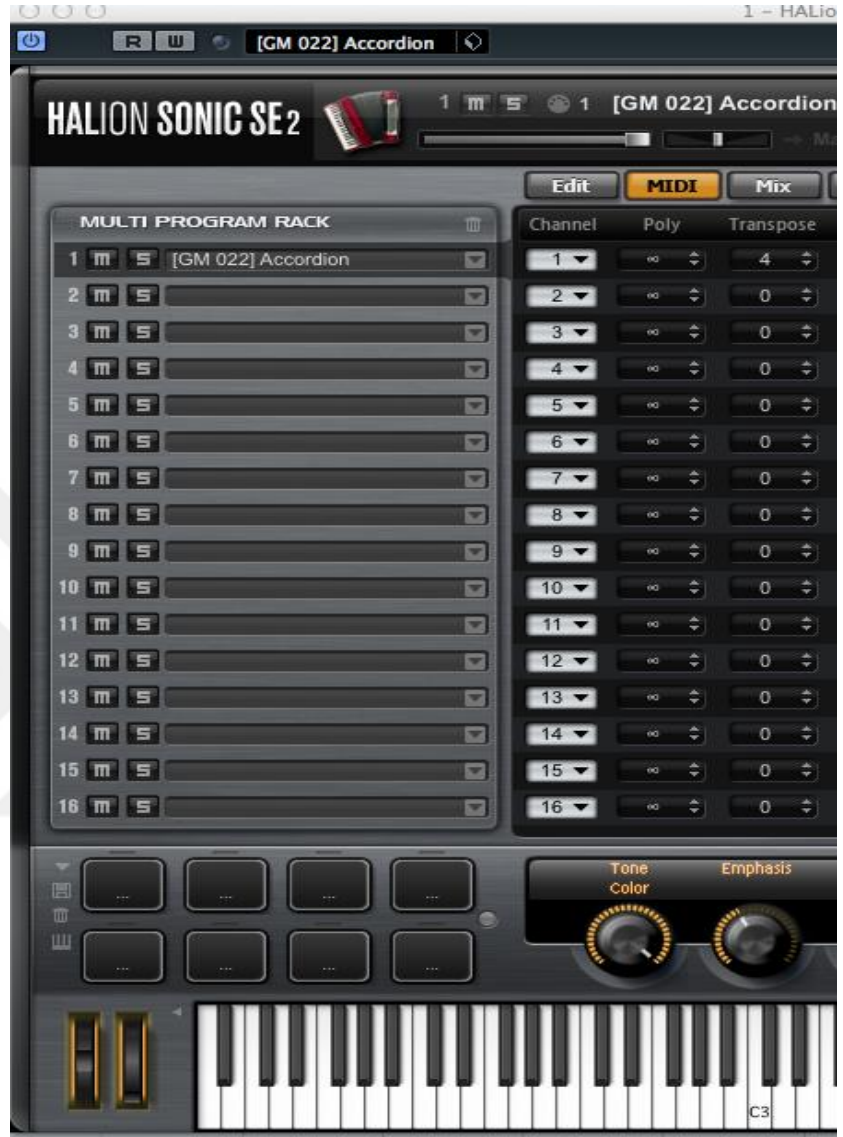 1 - HALio
R W [GM 022] Accordion
HALION SONIC SE 2
1 m S 1 [GM 022] Accordion
Ma
Edit MIDI Mix
MULTI PROGRAM RACK Channel Poly Transpose
1 m S [GM 022] Accordion 1 ∞ 4
2 m S 2 ∞ 0
3 m S 3 ∞ 0
4 m S 4 ∞ 0
5 m S 5 ∞ 0
6 m S 6 ∞ 0
7 m S 7 ∞ 0
8 m S 8 ∞ 0
9 m S 9 ∞ 0
10 m S 10 ∞ 0
11 m S 11 ∞ 0
12 m S 12 ∞ 0
13 m S 13 ∞ 0
14 m S 14 ∞ 0
15 m S 15 ∞ 0
16 m S 16 ∞ 0
... ... ... ...
Tone Color Emphasis
... ... ... ...
C3